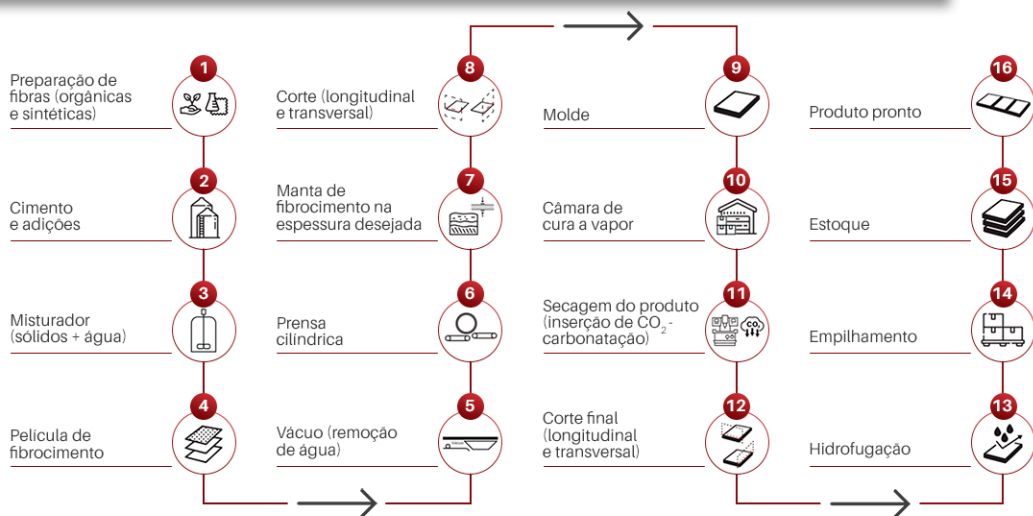 1
Preparação de
fibras (orgânicas
e sintéticas)
2
Cimento
e adições
3
Misturador
(sólidos + água)
4
Película de
fibrocimento
5
Vácuo (remoção
de água)
6
Prensa
cilíndrica
7
Manta de
fibrocimento na
espessura desejada
8
Corte (longitudinal
e transversal)
9
Molde
10
Câmara de
cura a vapor
11
Secagem do produto
(inserção de CO₂ -
carbonatação)
CO₂
12
Corte final
(longitudinal
e transversal)
13
Hidrofugação
14
Empilhamento
15
Estoque
16
Produto pronto